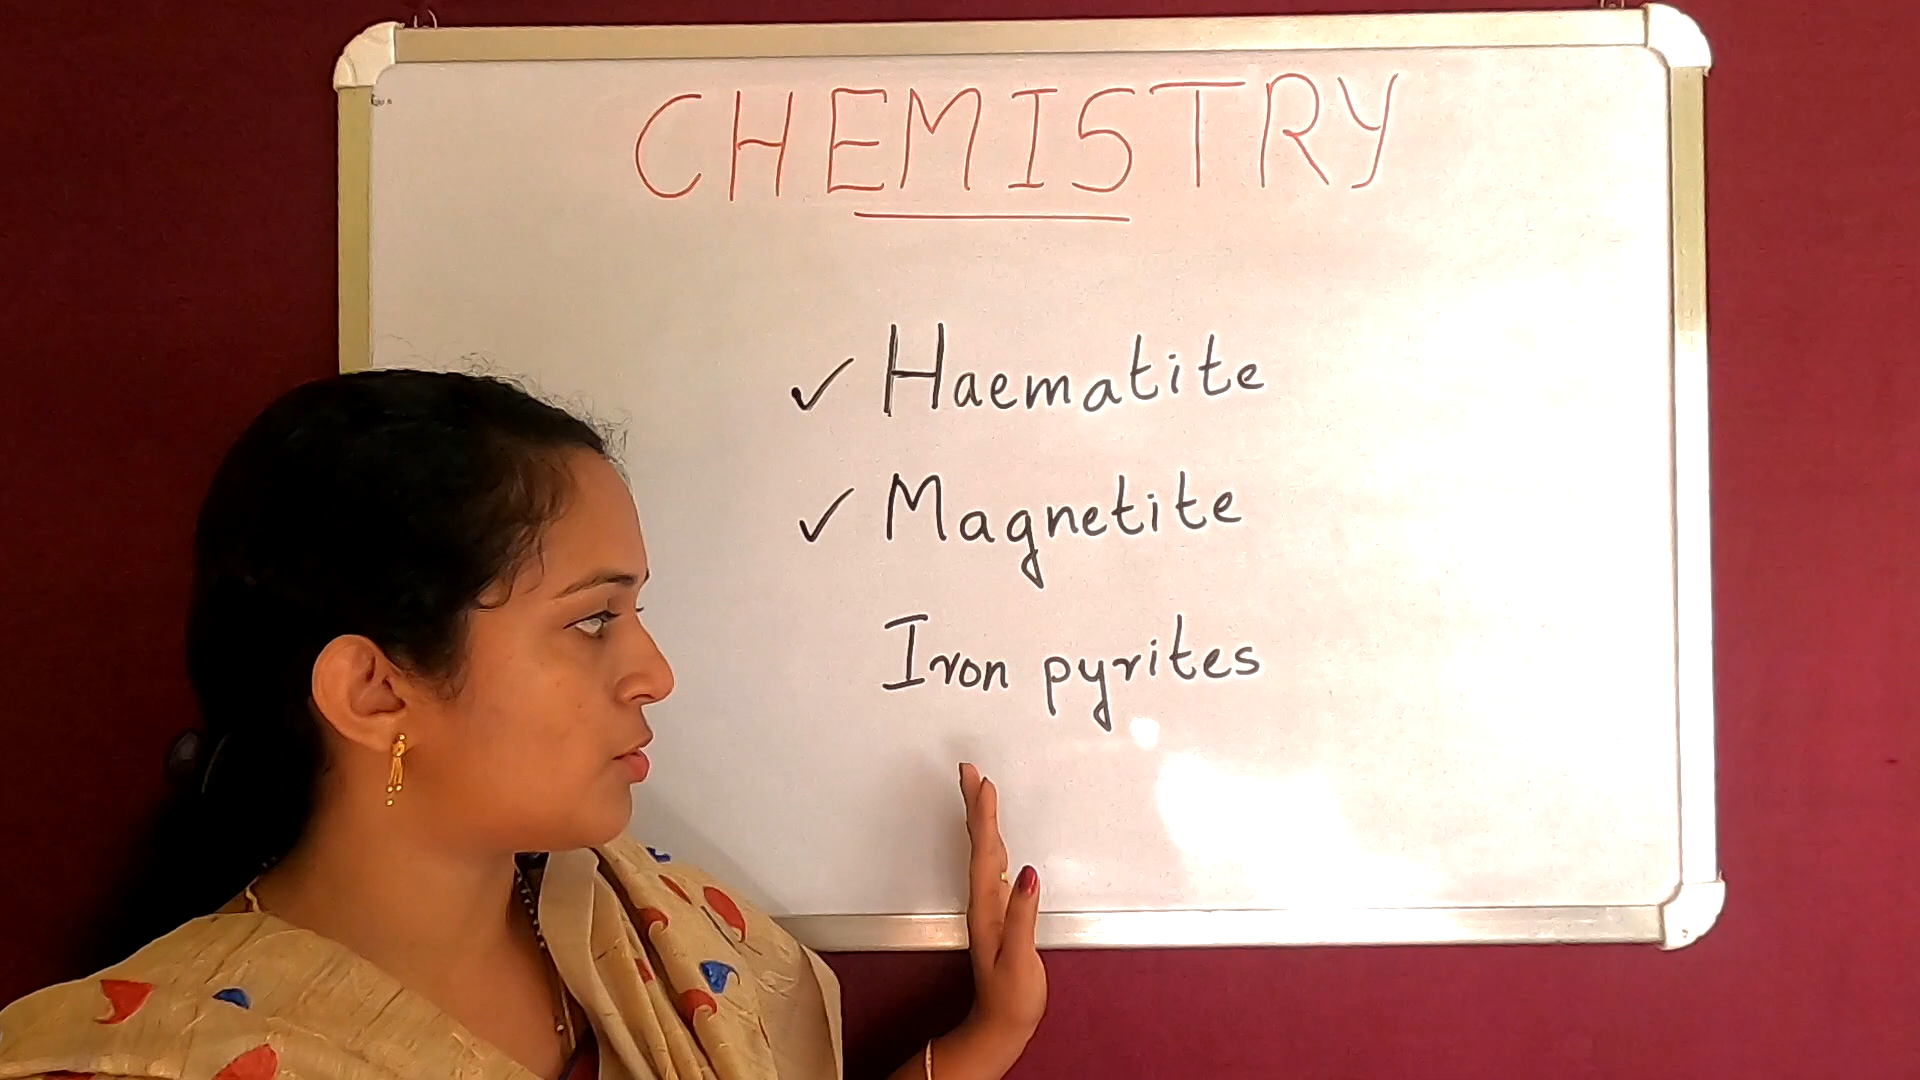 CHEMISTRY
✓ Haematite
✓ Magnetite
Iron pyrites